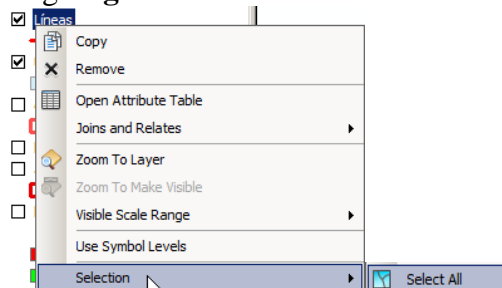 Líneas
Copy
Remove
Open Attribute Table
Joins and Relates
Zoom To Layer
Zoom To Make Visible
Visible Scale Range
Use Symbol Levels
Selection
Select All